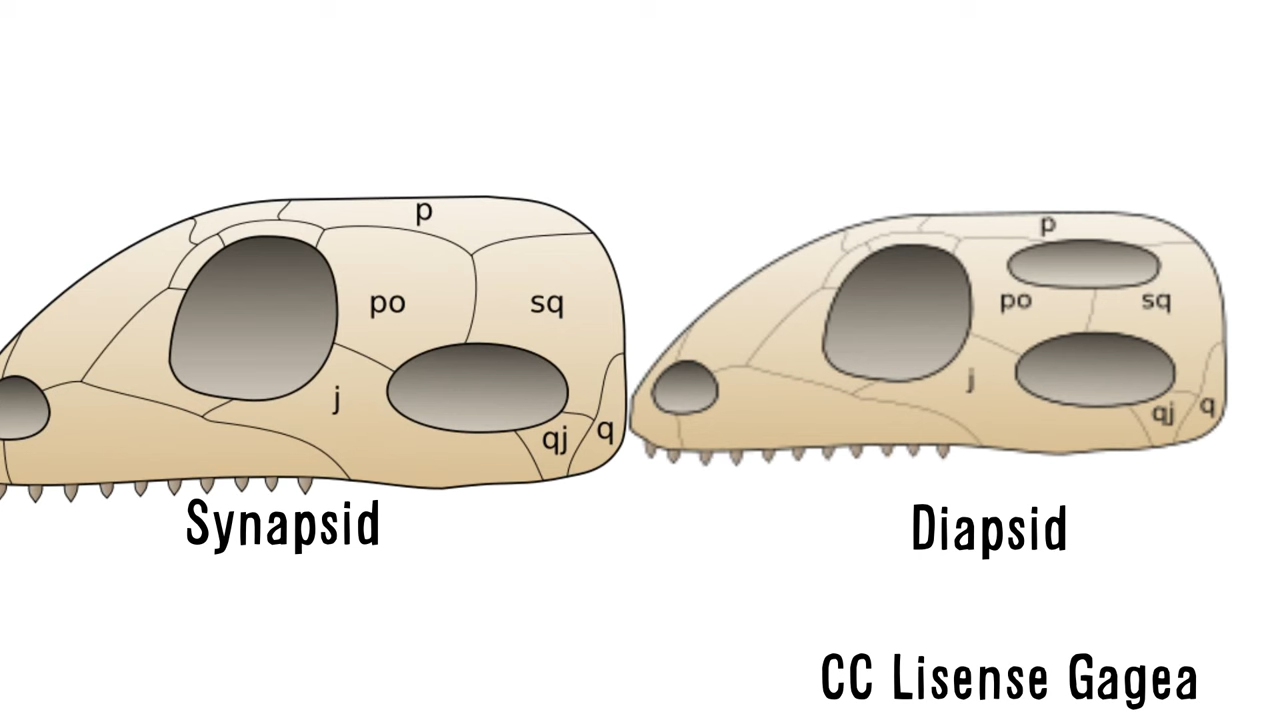 p
po
sq
j
qj
q
Synapsid
p
po
sq
j
qj
q
Diapsid
CC Lisense Gagea